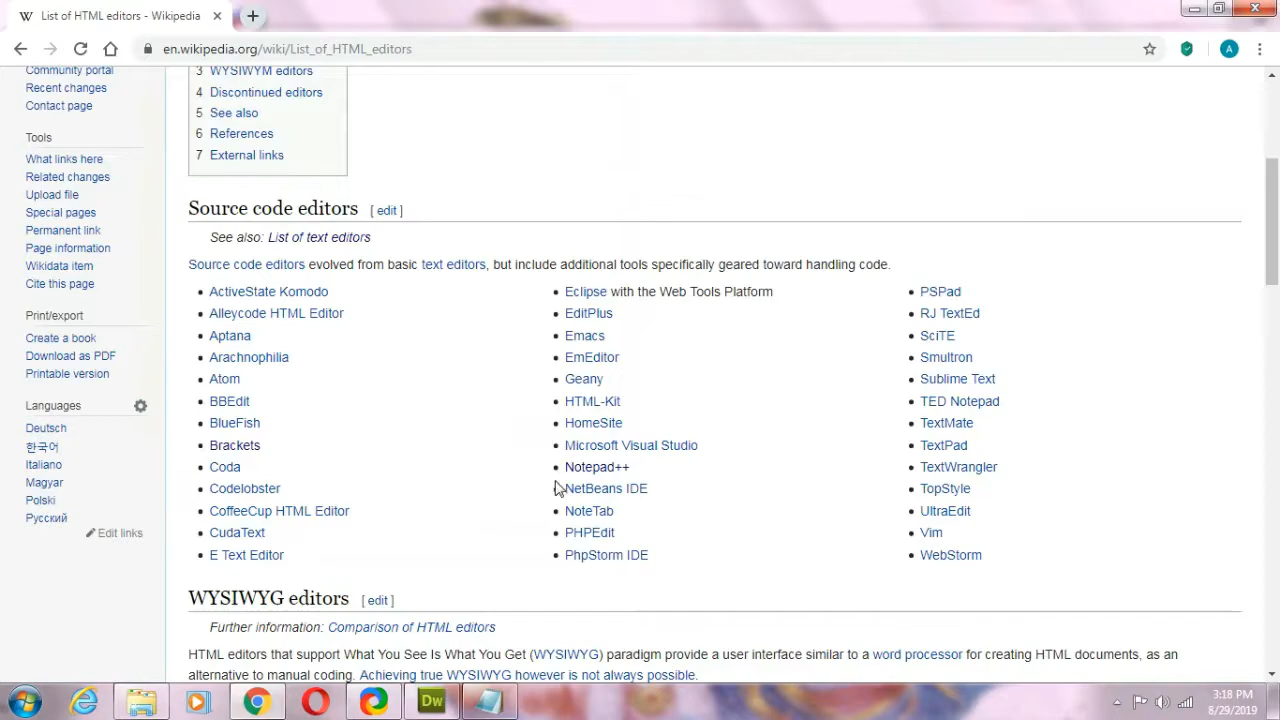 List of HTML editors - Wikipedia
en.wikipedia.org/wiki/List_of_HTML_editors
A
Community portal
Recent changes
Contact page
Tools
What links here
Related changes
Upload file
Special pages
Permanent link
Page information
Wikidata item
Cite this page
Print/export
Create a book
Download as PDF
Printable version
Languages
Deutsch
한국어
Italiano
Magyar
Polski
Русский
Edit links
3 WYSIWYM editors
4 Discontinued editors
5 See also
6 References
7 External links
Source code editors [ edit ]
See also: List of text editors
Source code editors evolved from basic text editors, but include additional tools specifically geared toward handling code.
ActiveState Komodo
Alleycode HTML Editor
Aptana
Arachnophilia
Atom
BBEdit
BlueFish
Brackets
Coda
Codelobster
CoffeeCup HTML Editor
CudaText
E Text Editor
Eclipse with the Web Tools Platform
EditPlus
Emacs
EmEditor
Geany
HTML-Kit
HomeSite
Microsoft Visual Studio
Notepad++
NetBeans IDE
NoteTab
PHPEdit
PhpStorm IDE
PSPad
RJ TextEd
SciTE
Smultron
Sublime Text
TED Notepad
TextMate
TextPad
TextWrangler
TopStyle
UltraEdit
Vim
WebStorm
WYSIWYG editors [ edit ]
Further information: Comparison of HTML editors
HTML editors that support What You See Is What You Get (WYSIWYG) paradigm provide a user interface similar to a word processor for creating HTML documents, as an
alternative to manual coding. Achieving true WYSIWYG however is not always possible.
Dw
3:18 PM
8/29/2019